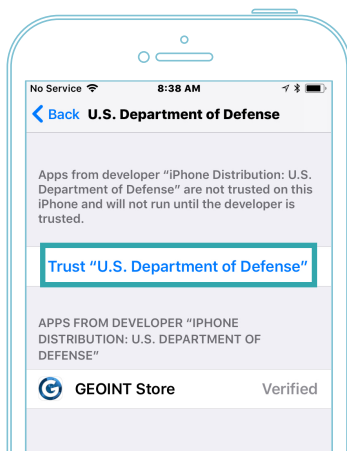 No Service 8:38 AM
Back U.S. Department of Defense
Apps from developer “iPhone Distribution: U.S.
Department of Defense” are not trusted on this
iPhone and will not run until the developer is
trusted.
Trust “U.S. Department of Defense”
APPS FROM DEVELOPER “IPHONE
DISTRIBUTION: U.S. DEPARTMENT OF
DEFENSE”
GEOINT Store Verified